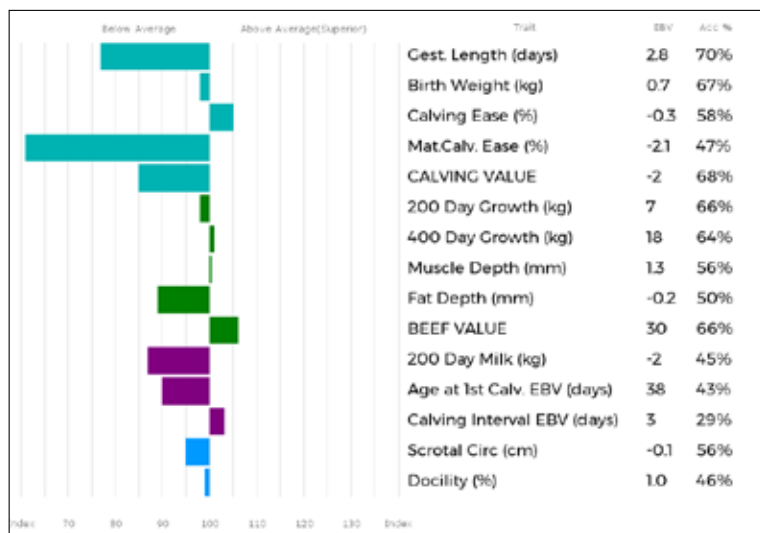 Below Average Above Average(Superior) Trait EBV Acc %
Gest. Length (days) 2.8 70%
Birth Weight (kg) 0.7 67%
Calving Ease (%) -0.3 58%
Mat.Calv. Ease (%) -2.1 47%
CALVING VALUE -2 68%
200 Day Growth (kg) 7 66%
400 Day Growth (kg) 18 64%
Muscle Depth (mm) 1.3 56%
Fat Depth (mm) -0.2 50%
BEEF VALUE 30 66%
200 Day Milk (kg) -2 45%
Age at 1st Calv. EBV (days) 38 43%
Calving Interval EBV (days) 3 29%
Scrotal Circ (cm) -0.1 56%
Docility (%) 1.0 46%
Index 70 80 90 100 110 120 130 Index